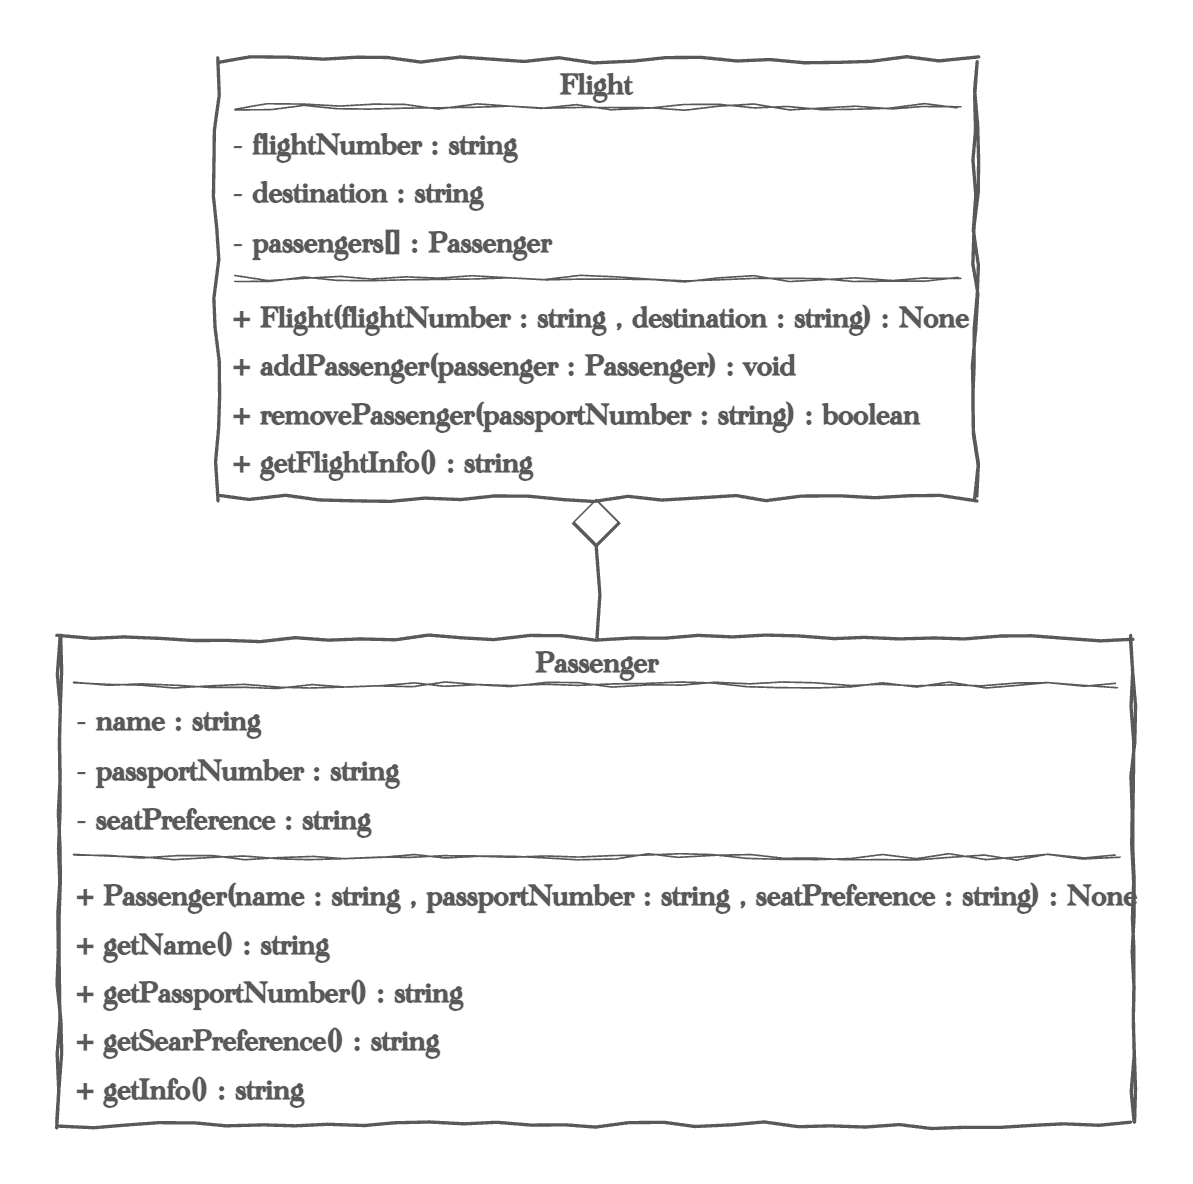 Flight
- flightNumber : string
- destination : string
- passengers[] : Passenger
+ Flight(flightNumber : string , destination : string) : None
+ addPassenger(passenger : Passenger) : void
+ removePassenger(passportNumber : string) : boolean
+ getFlightInfo() : string
Passenger
- name : string
- passportNumber : string
- seatPreference : string
+ Passenger(name : string , passportNumber : string , seatPreference : string) : None
+ getName() : string
+ getPassportNumber() : string
+ getSearPreference() : string
+ getInfo() : string